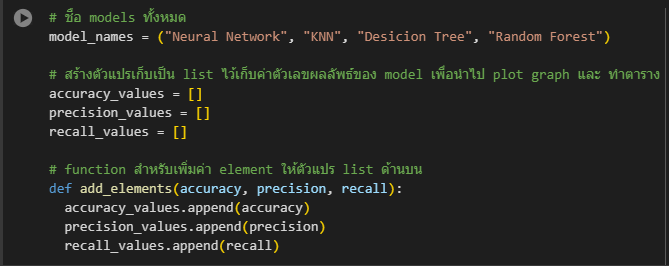 # ชื่อ models ทั้งหมด
model_names = ("Neural Network", "KNN", "Desicion Tree", "Random Forest")
# สร้างตัวแปรเก็บเป็น list ไว้เก็บค่าตัวเลขผลลัพธ์ของ model เพื่อนำไป plot graph และ ทำตาราง
accuracy_values = []
precision_values = []
recall_values = []
# function สำหรับเพิ่มค่า element ให้ตัวแปร list ด้านบน
def add_elements(accuracy, precision, recall):
  accuracy_values.append(accuracy)
  precision_values.append(precision)
  recall_values.append(recall)